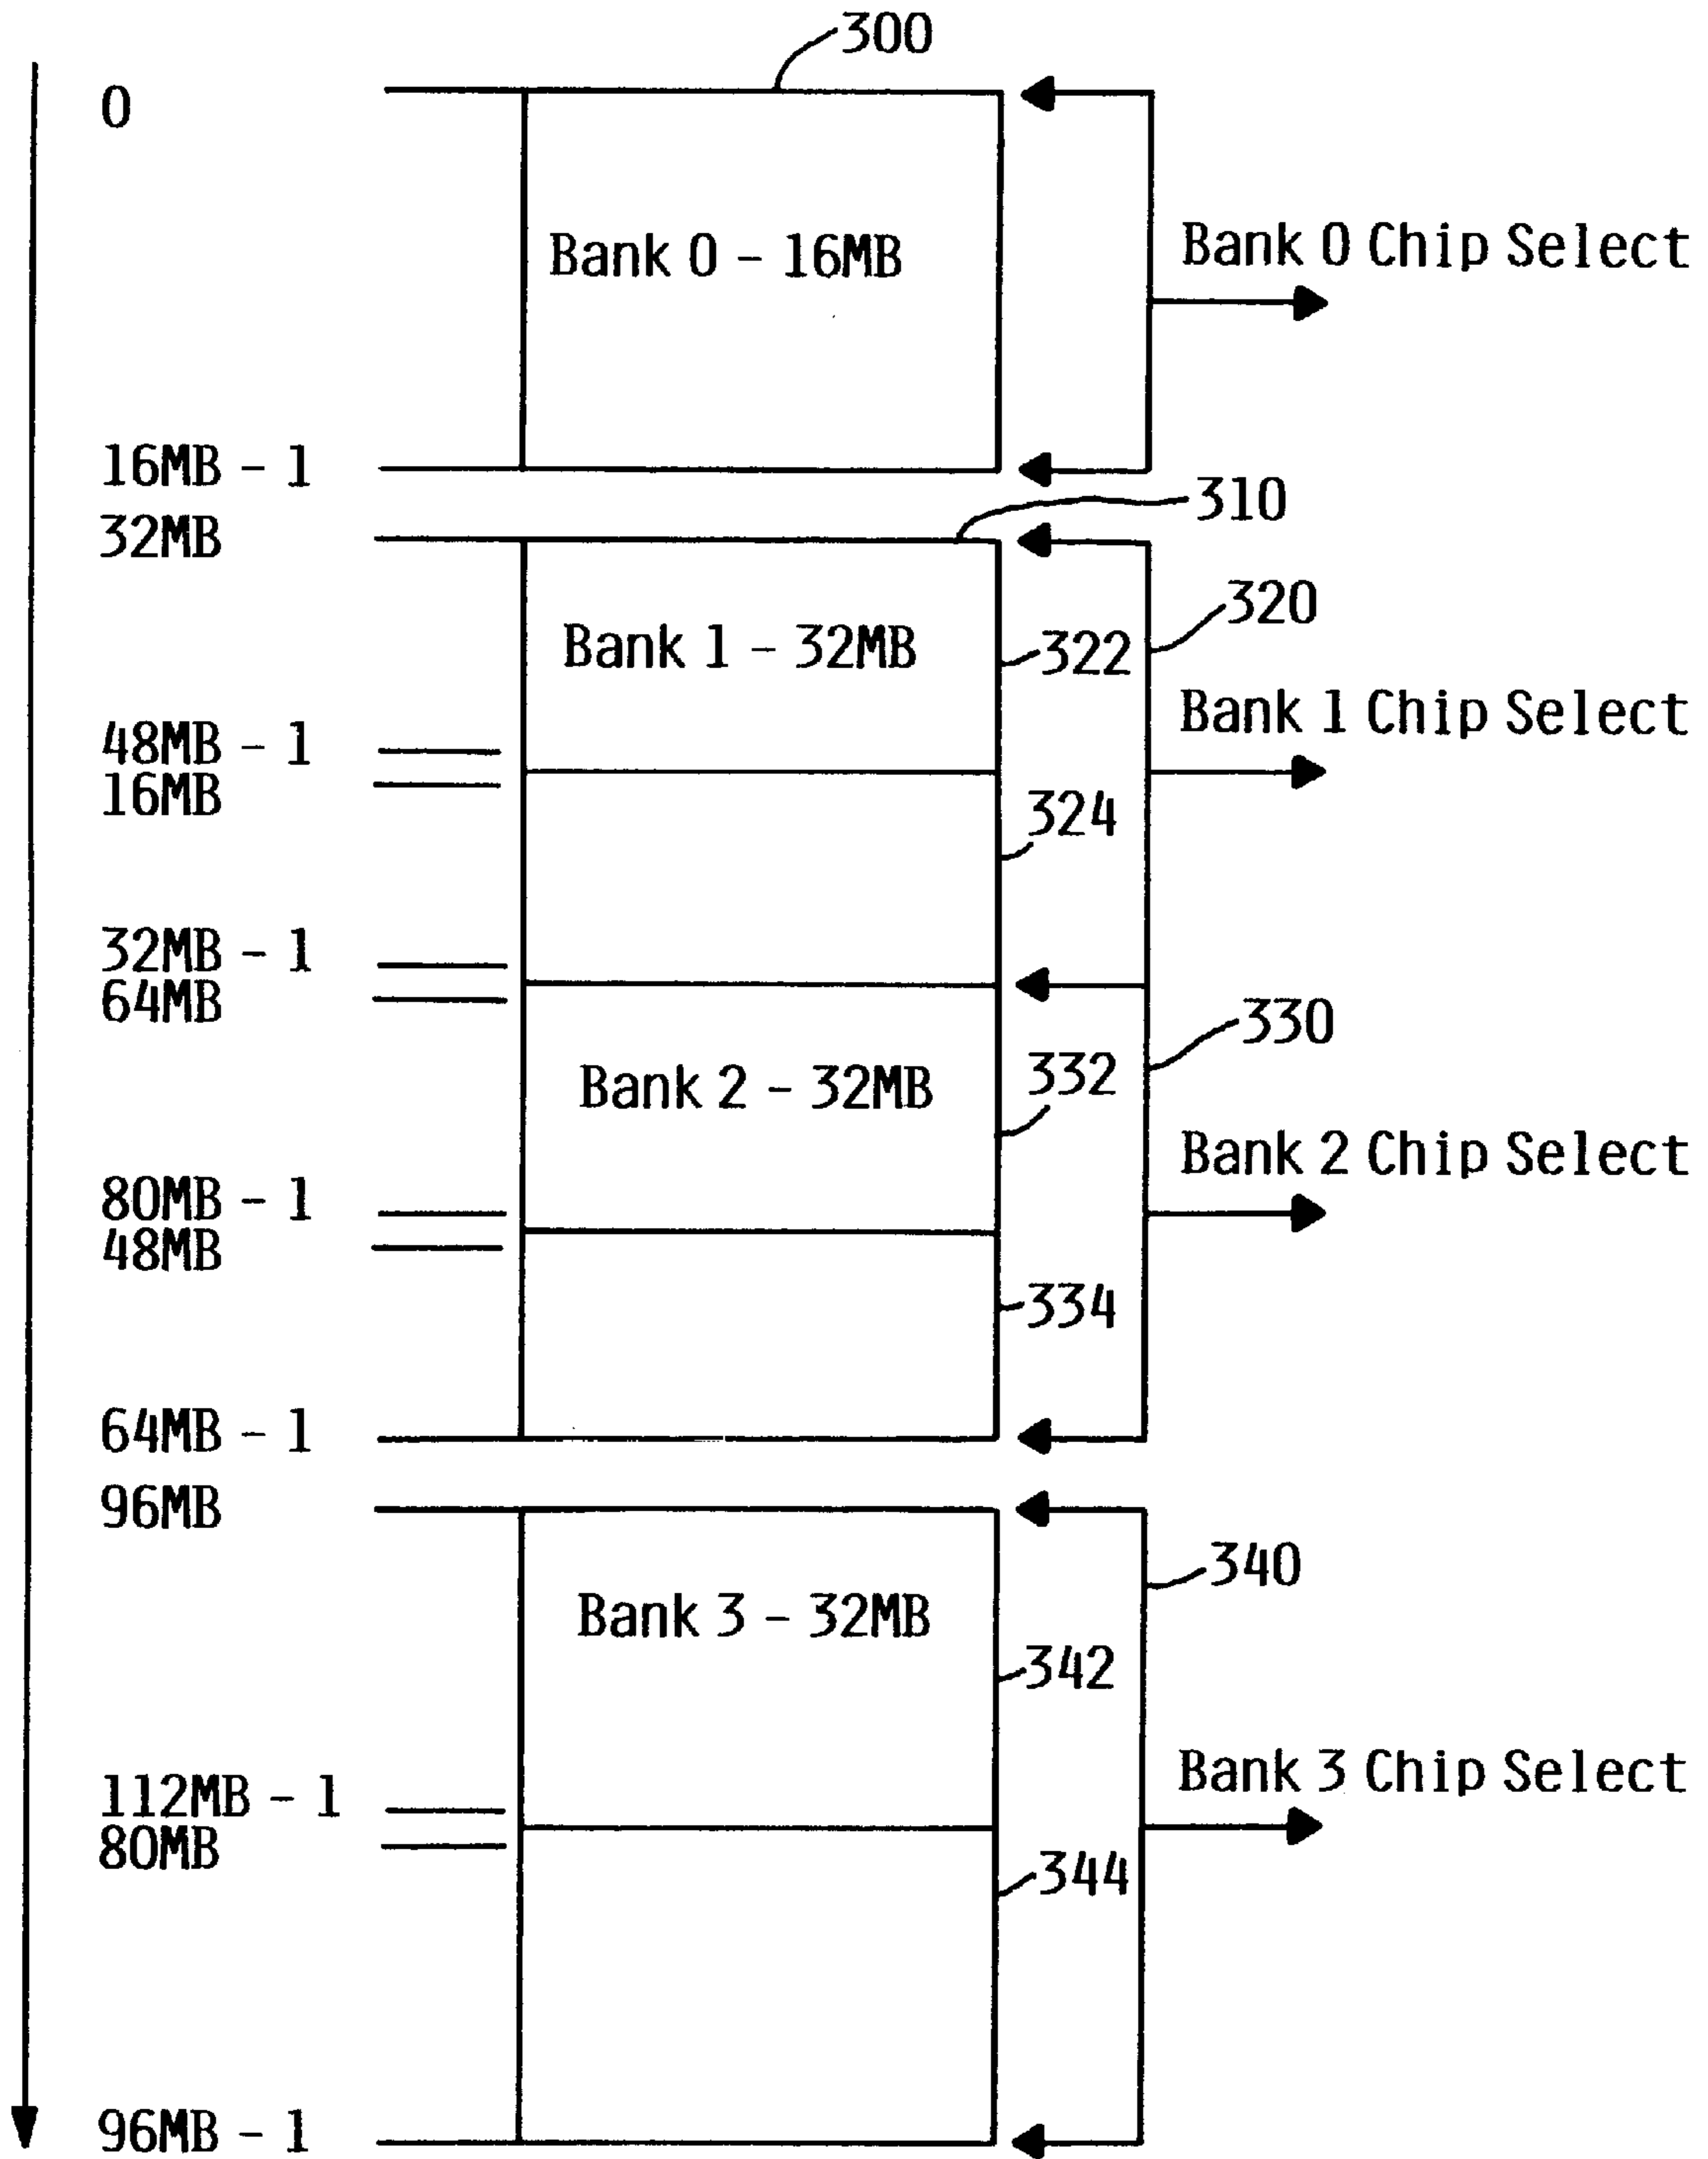 300
0
Bank 0 - 16MB
Bank 0 Chip Select
16MB - 1
310
32MB
320
Bank 1 - 32MB
322
Bank 1 Chip Select
48MB - 1
16MB
324
32MB - 1
64MB
330
Bank 2 - 32MB
332
Bank 2 Chip Select
80MB - 1
48MB
334
64MB - 1
96MB
340
Bank 3 - 32MB
342
Bank 3 Chip Select
112MB - 1
80MB
344
96MB - 1